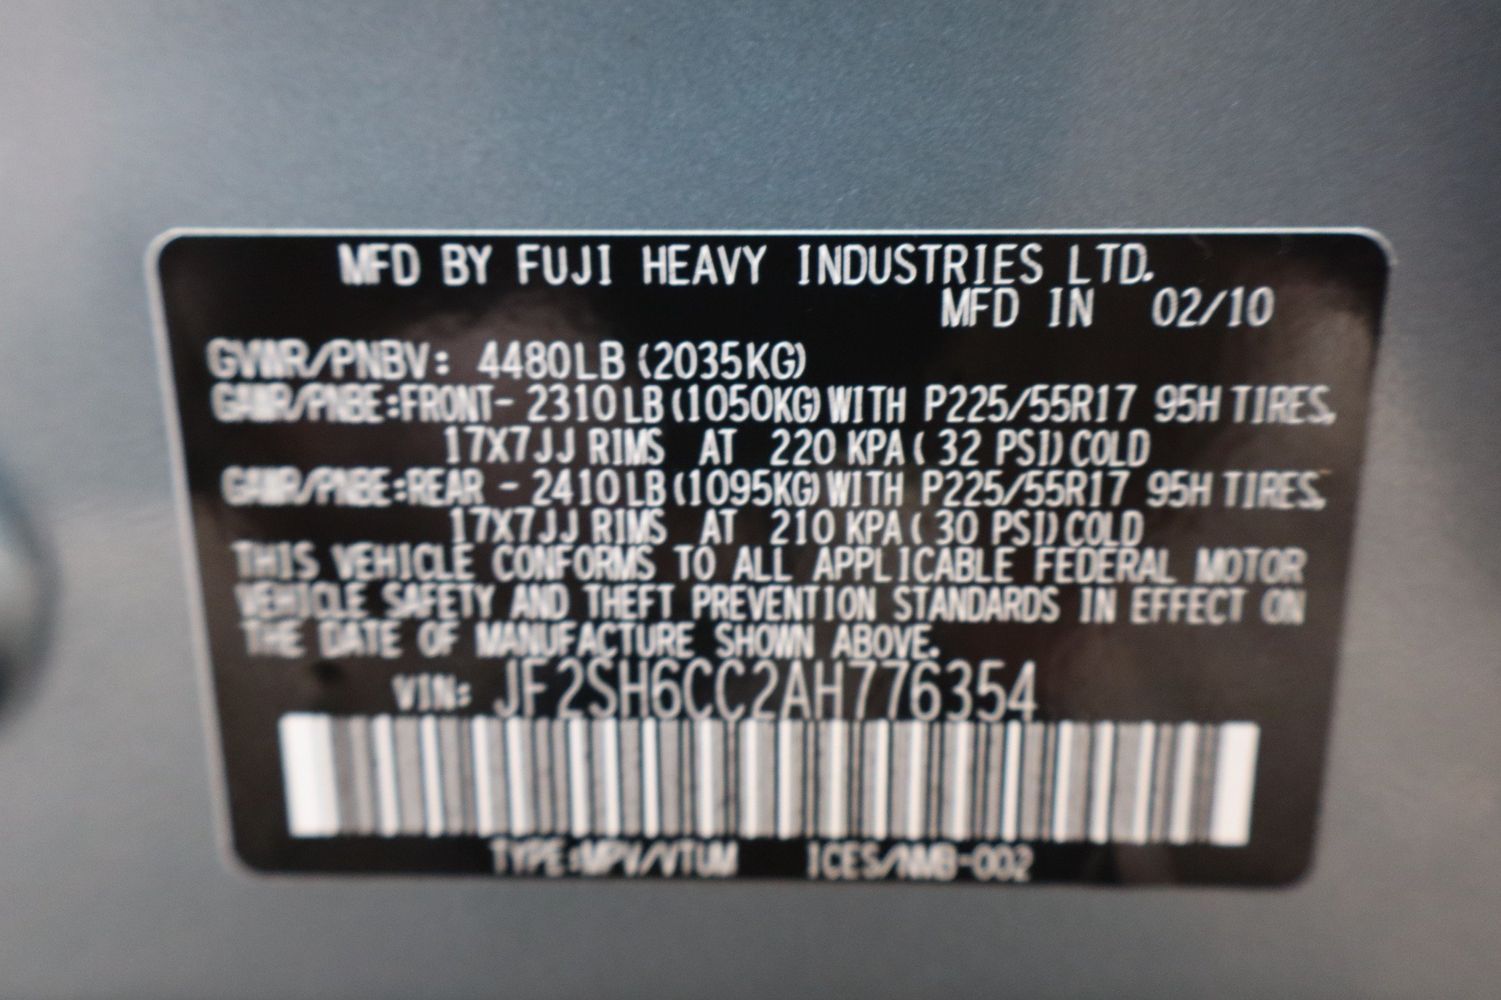 MFD BY FUJI HEAVY INDUSTRIES LTD.
MFD IN 02/10
GVWR/PNBV: 4480LB (2035KG)
GAWR/PNBE:FRONT- 2310LB(1050KG)WITH P225/55R17 95H TIRES,
17X7JJ RIMS AT 220 KPA( 32 PSI)COLD
GAWR/PNBE:REAR - 2410LB(1095KG)WITH P225/55R17 95H TIRES,
17X7JJ RIMS AT 210 KPA( 30 PSI)COLD
THIS VEHICLE CONFORMS TO ALL APPLICABLE FEDERAL MOTOR
VEHICLE SAFETY AND THEFT PREVENTION STANDARDS IN EFFECT ON
THE DATE OF MANUFACTURE SHOWN ABOVE.
VIN: JF2SH6CC2AH776354
TYPE:MPV/VTUM ICES/NMB-002